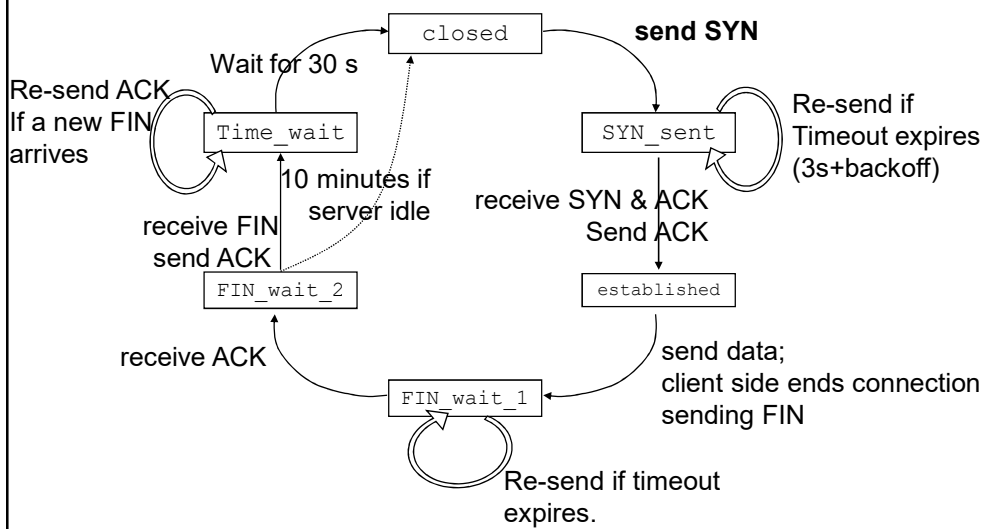 closed
send SYN
Wait for 30 s
Re-send ACK
If a new FIN
arrives
Time_wait
SYN_sent
Re-send if
Timeout expires
(3s+backoff)
10 minutes if
server idle
receive SYN & ACK
Send ACK
receive FIN
send ACK
FIN_wait_2
established
receive ACK
send data;
client side ends connection
sending FIN
FIN_wait_1
Re-send if timeout
expires.